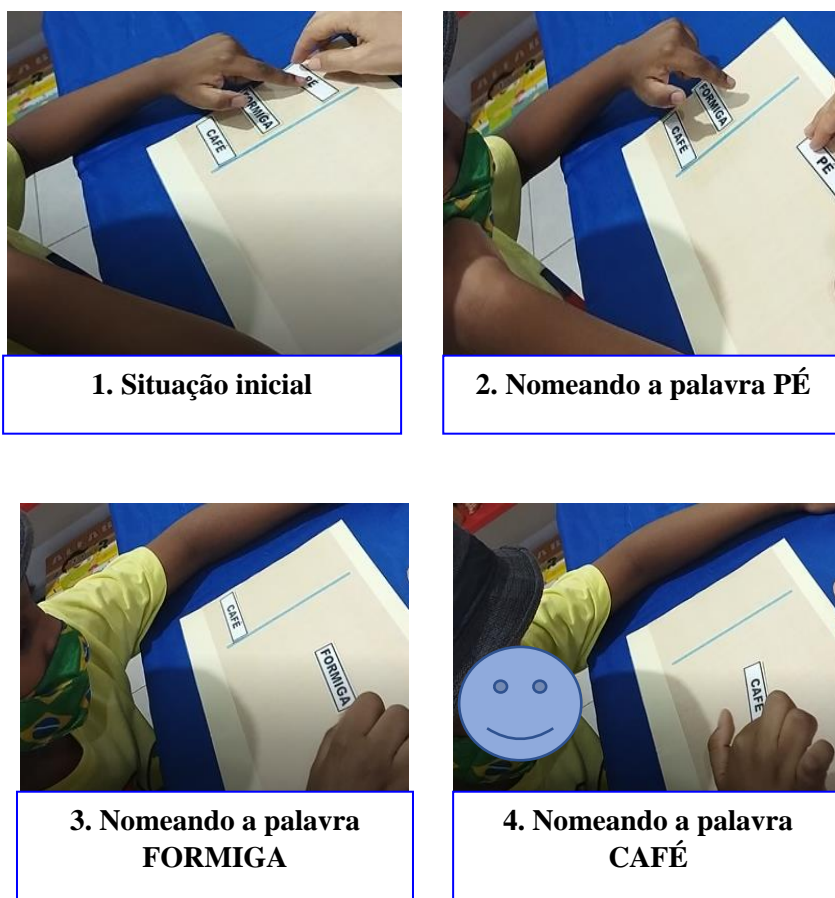 PÉ
FORMIGA
CAFÉ
FORMIGA
CAFÉ
PÉ
1. Situação inicial
2. Nomeando a palavra PÉ
CAFÉ
FORMIGA
CAFÉ
3. Nomeando a palavra
FORMIGA
4. Nomeando a palavra
CAFÉ